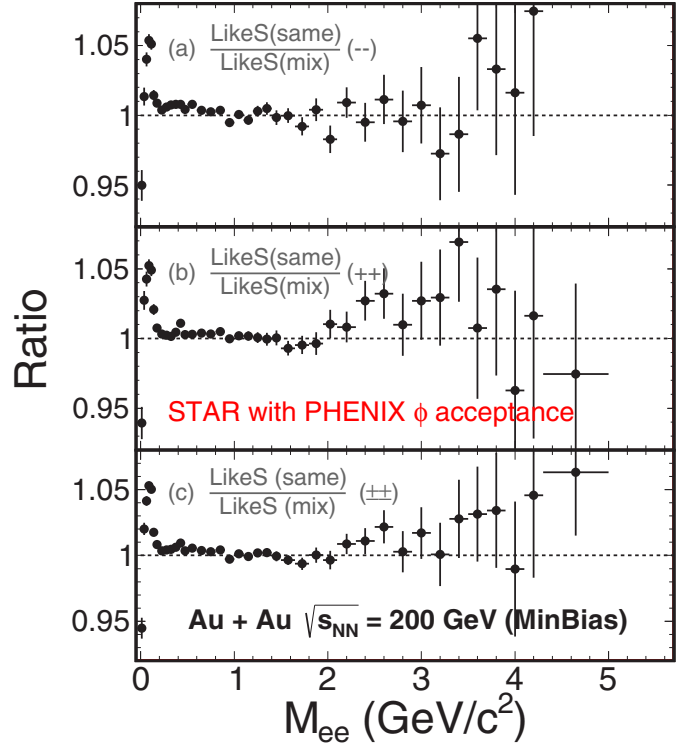 Ratio
1.05
1
0.95
(a) LikeS(same) (--)
LikeS(mix)
1.05
1
0.95
(b) LikeS(same) (++)
LikeS(mix)
STAR with PHENIX ϕ acceptance
1.05
1
0.95
(c) LikeS (same) (±±)
LikeS (mix)
Au + Au √sNN = 200 GeV (MinBias)
0 1 2 3 4 5
Mee (GeV/c²)